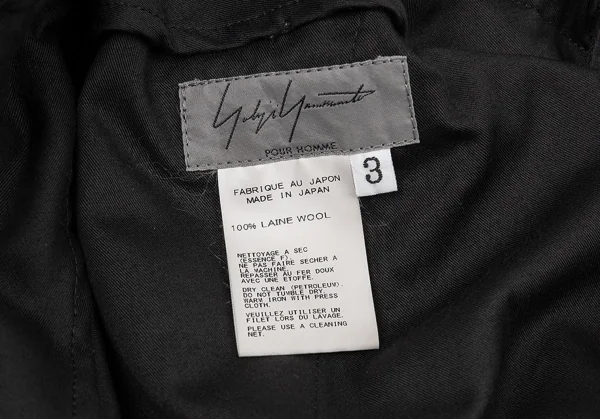 Yohji Yamamoto
POUR HOMME
3
FABRIQUE AU JAPON
MADE IN JAPAN
100% LAINE WOOL
NETTOYAGE A SEC
(ESSENCE F).
NE PAS FAIRE SECHER A
LA MACHINE.
REPASSER AU FER DOUX
AVEC UNE ETOFFE.
DRY CLEAN (PETROLEUM).
DO NOT TUMBLE DRY.
WARM IRON WITH PRESS
CLOTH.
VEUILLEZ UTILISER UN
FILET LORS DU LAVAGE.
PLEASE USE A CLEANING
NET.